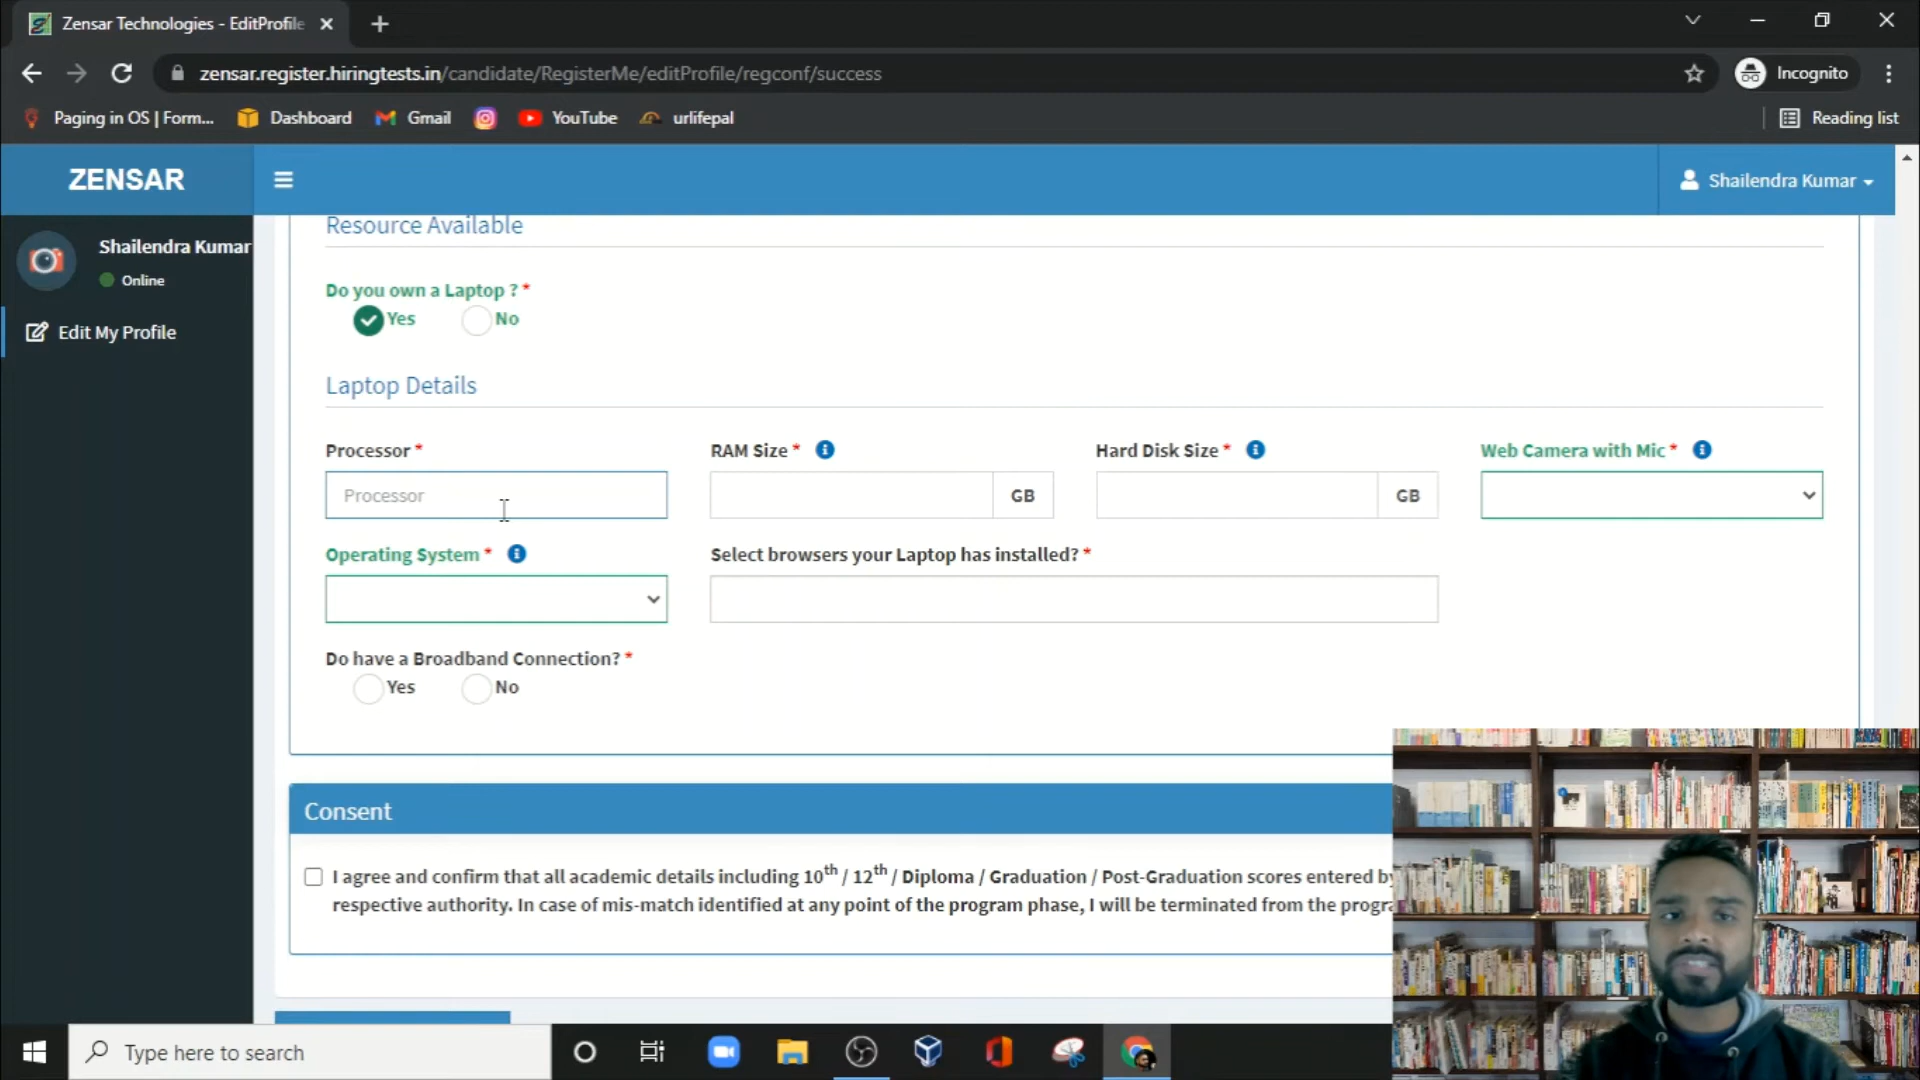 Zensar Technologies - EditProfile
zensar.register.hiringtests.in/candidate/RegisterMe/editProfile/regconf/success
Incognito
Paging in OS | Form...
Dashboard
Gmail
YouTube
urlifepal
Reading list
ZENSAR
Shailendra Kumar
Shailendra Kumar
Online
Edit My Profile
Resource Available
Do you own a Laptop ? *
Yes No
Laptop Details
Processor * RAM Size * Hard Disk Size * Web Camera with Mic *
Processor GB GB
Operating System * Select browsers your Laptop has installed? *
Do have a Broadband Connection? *
Yes No
Consent
I agree and confirm that all academic details including 10th / 12th / Diploma / Graduation / Post-Graduation scores entered by
respective authority. In case of mis-match identified at any point of the program phase, I will be terminated from the progra
Type here to search